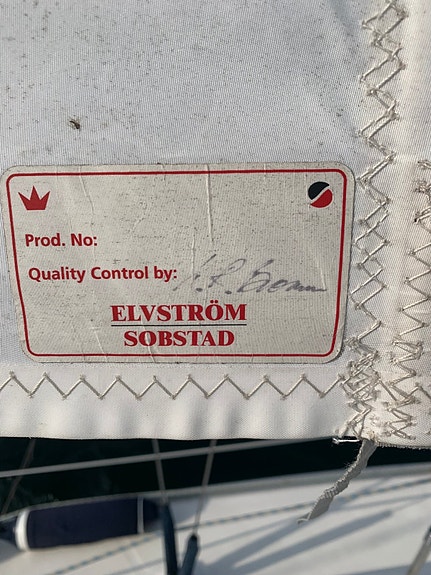 Prod. No:
Quality Control by:
ELVSTRÖM
SOBSTAD